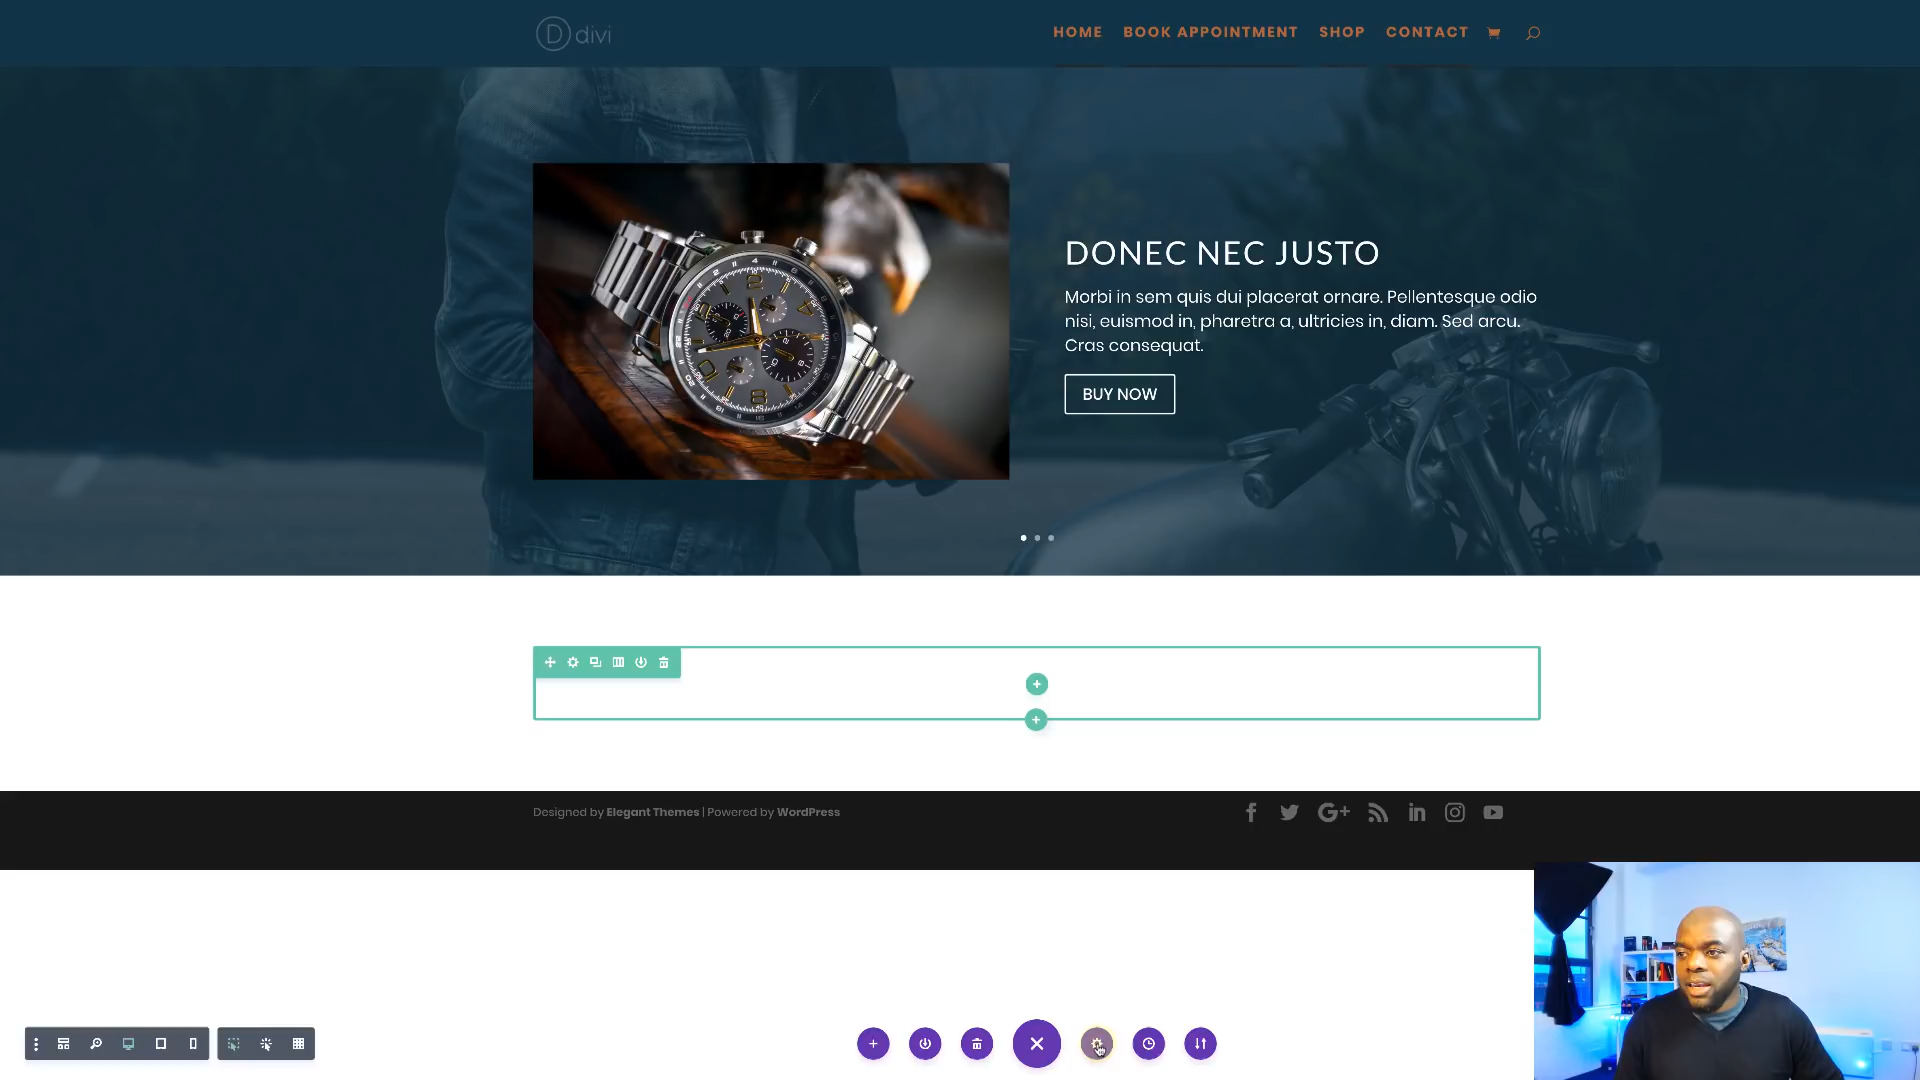 D divi
HOME BOOK APPOINTMENT SHOP CONTACT
DONEC NEC JUSTO
Morbi in sem quis dui placerat ornare. Pellentesque odio
nisi, euismod in, pharetra a, ultricies in, diam. Sed arcu.
Cras consequat.
BUY NOW
Designed by Elegant Themes | Powered by WordPress